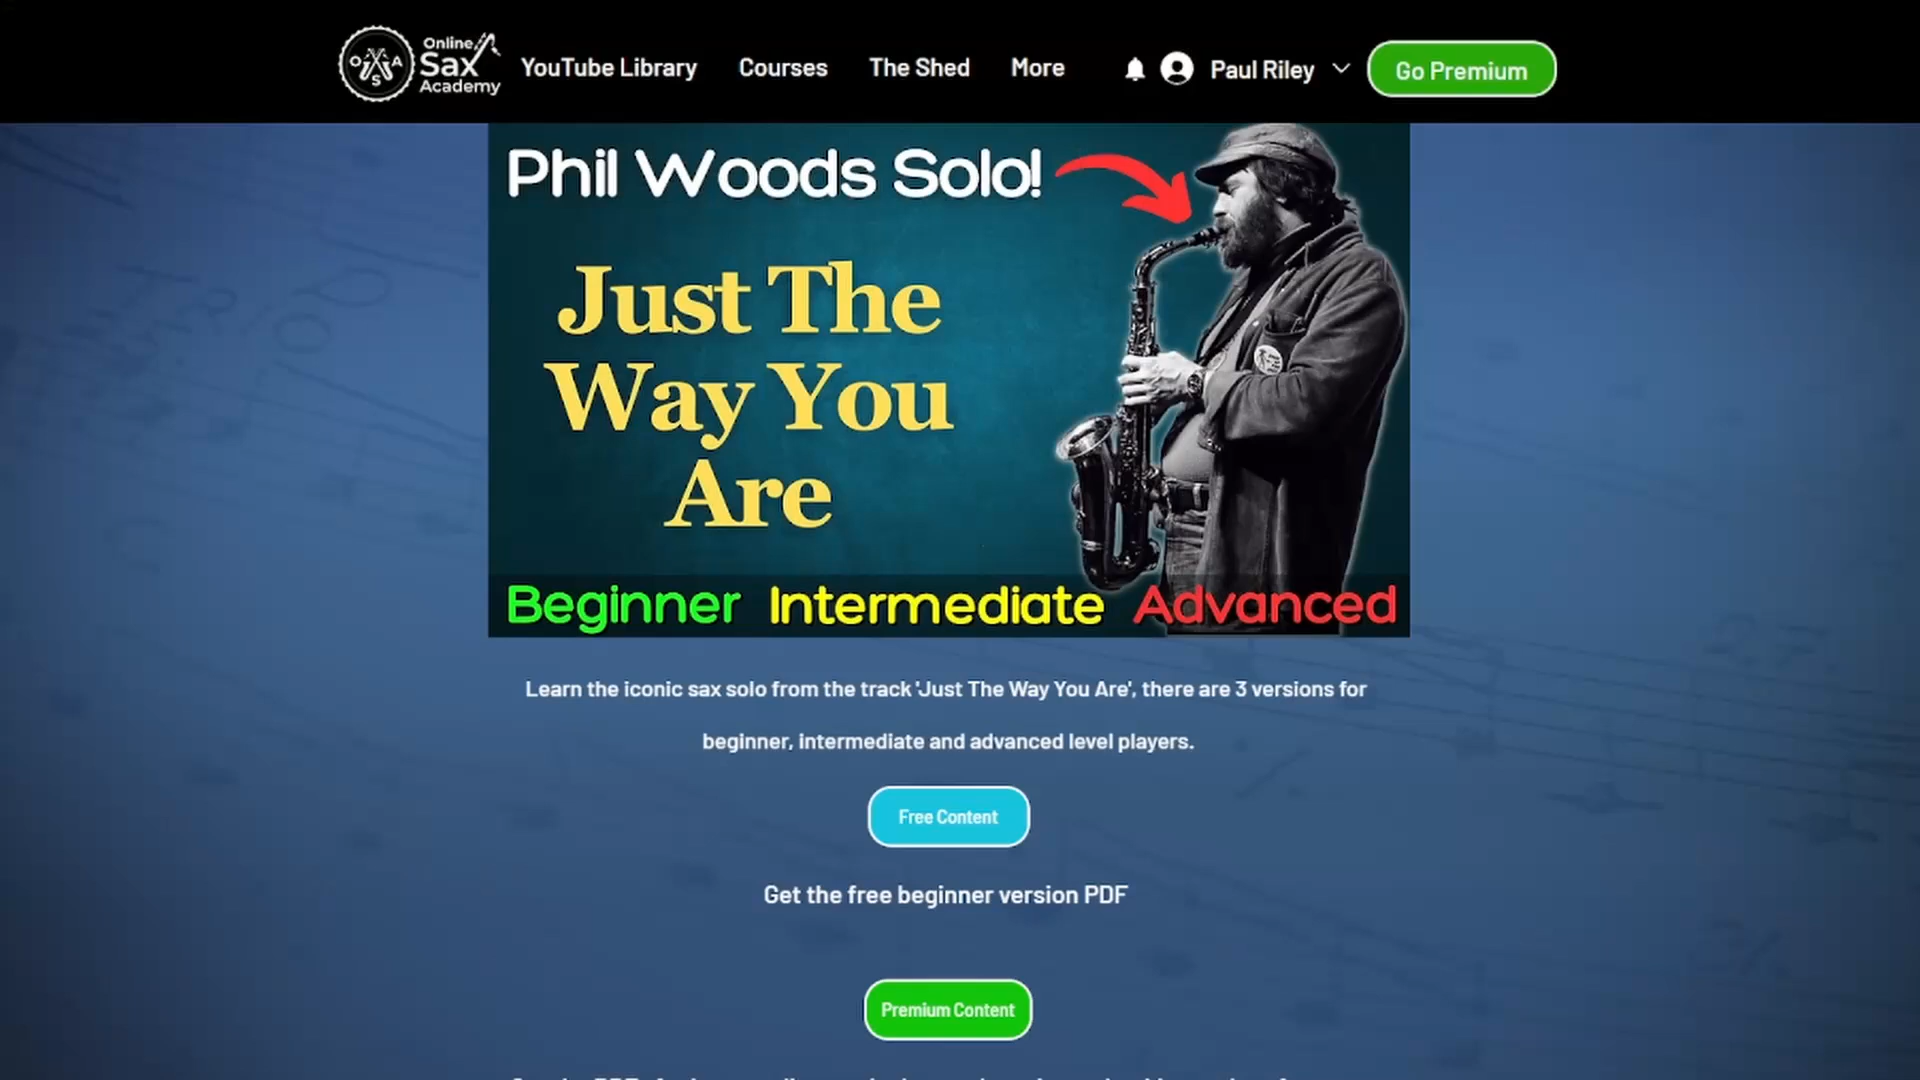 O S A
Online
Sax
Academy
YouTube Library
Courses
The Shed
More
Paul Riley
Go Premium
Phil Woods Solo!
Just The
Way You
Are
Beginner Intermediate Advanced
Learn the iconic sax solo from the track 'Just The Way You Are', there are 3 versions for
beginner, intermediate and advanced level players.
Free Content
Get the free beginner version PDF
Premium Content